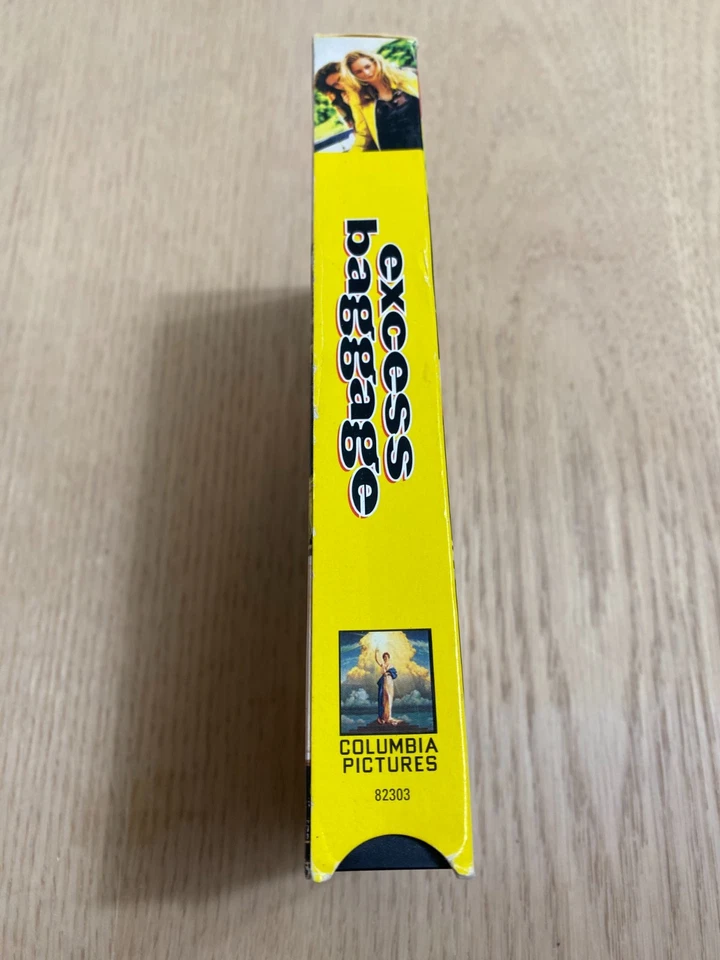 excess
baggage
COLUMBIA
PICTURES
82303